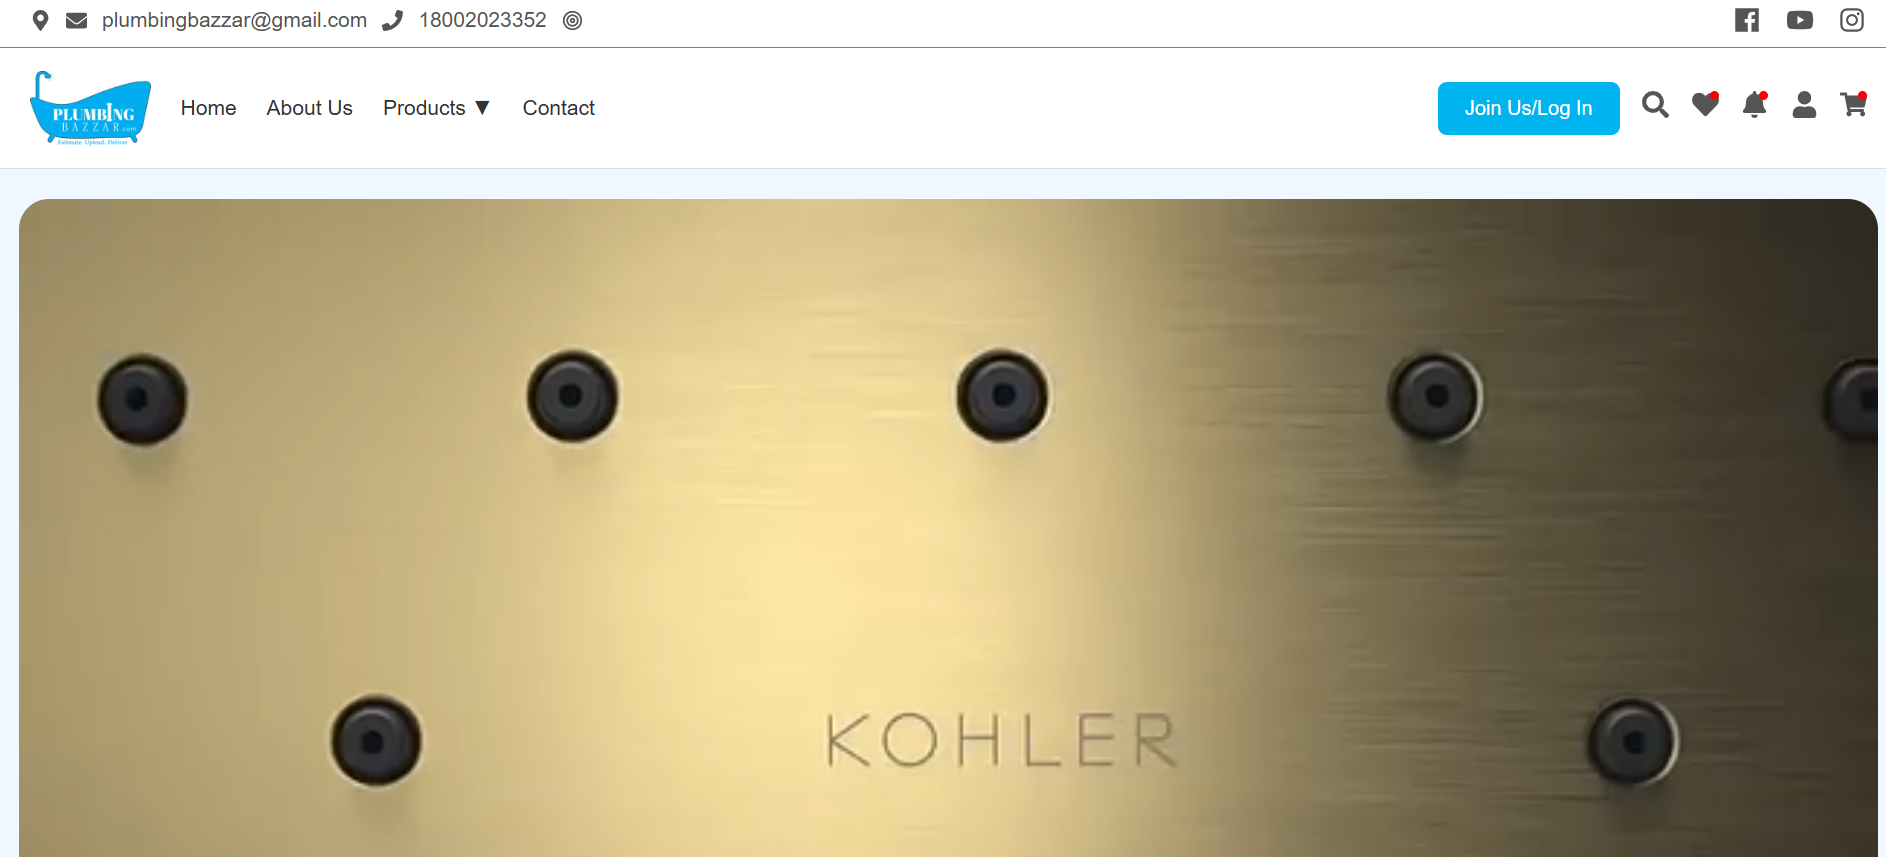 plumbingbazzar@gmail.com 18002023352
PLUMBING
BAZZAR.com
Estimate. Upload. Deliver
Home About Us Products ▼ Contact Join Us/Log In
KOHLER